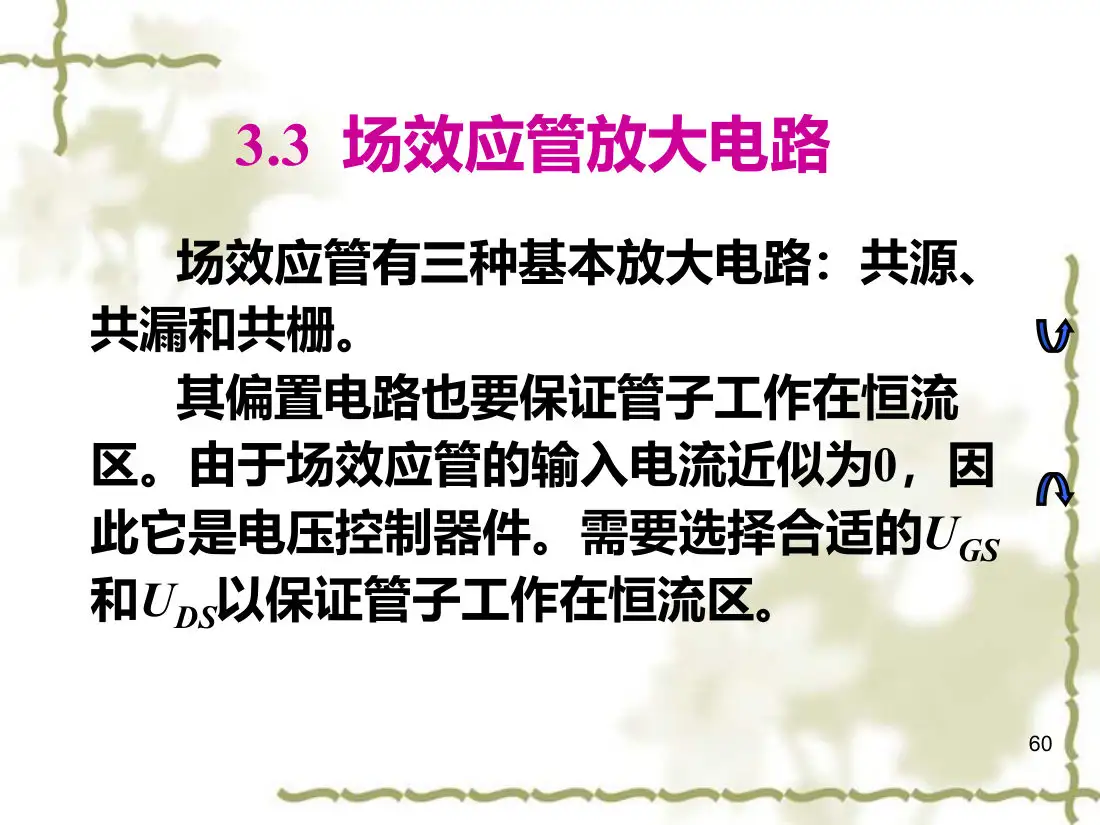 3.3 场效应管放大电路
场效应管有三种基本放大电路：共源、
共漏和共栅。
其偏置电路也要保证管子工作在恒流
区。由于场效应管的输入电流近似为0，因
此它是电压控制器件。需要选择合适的UGS
和UDS以保证管子工作在恒流区。
60